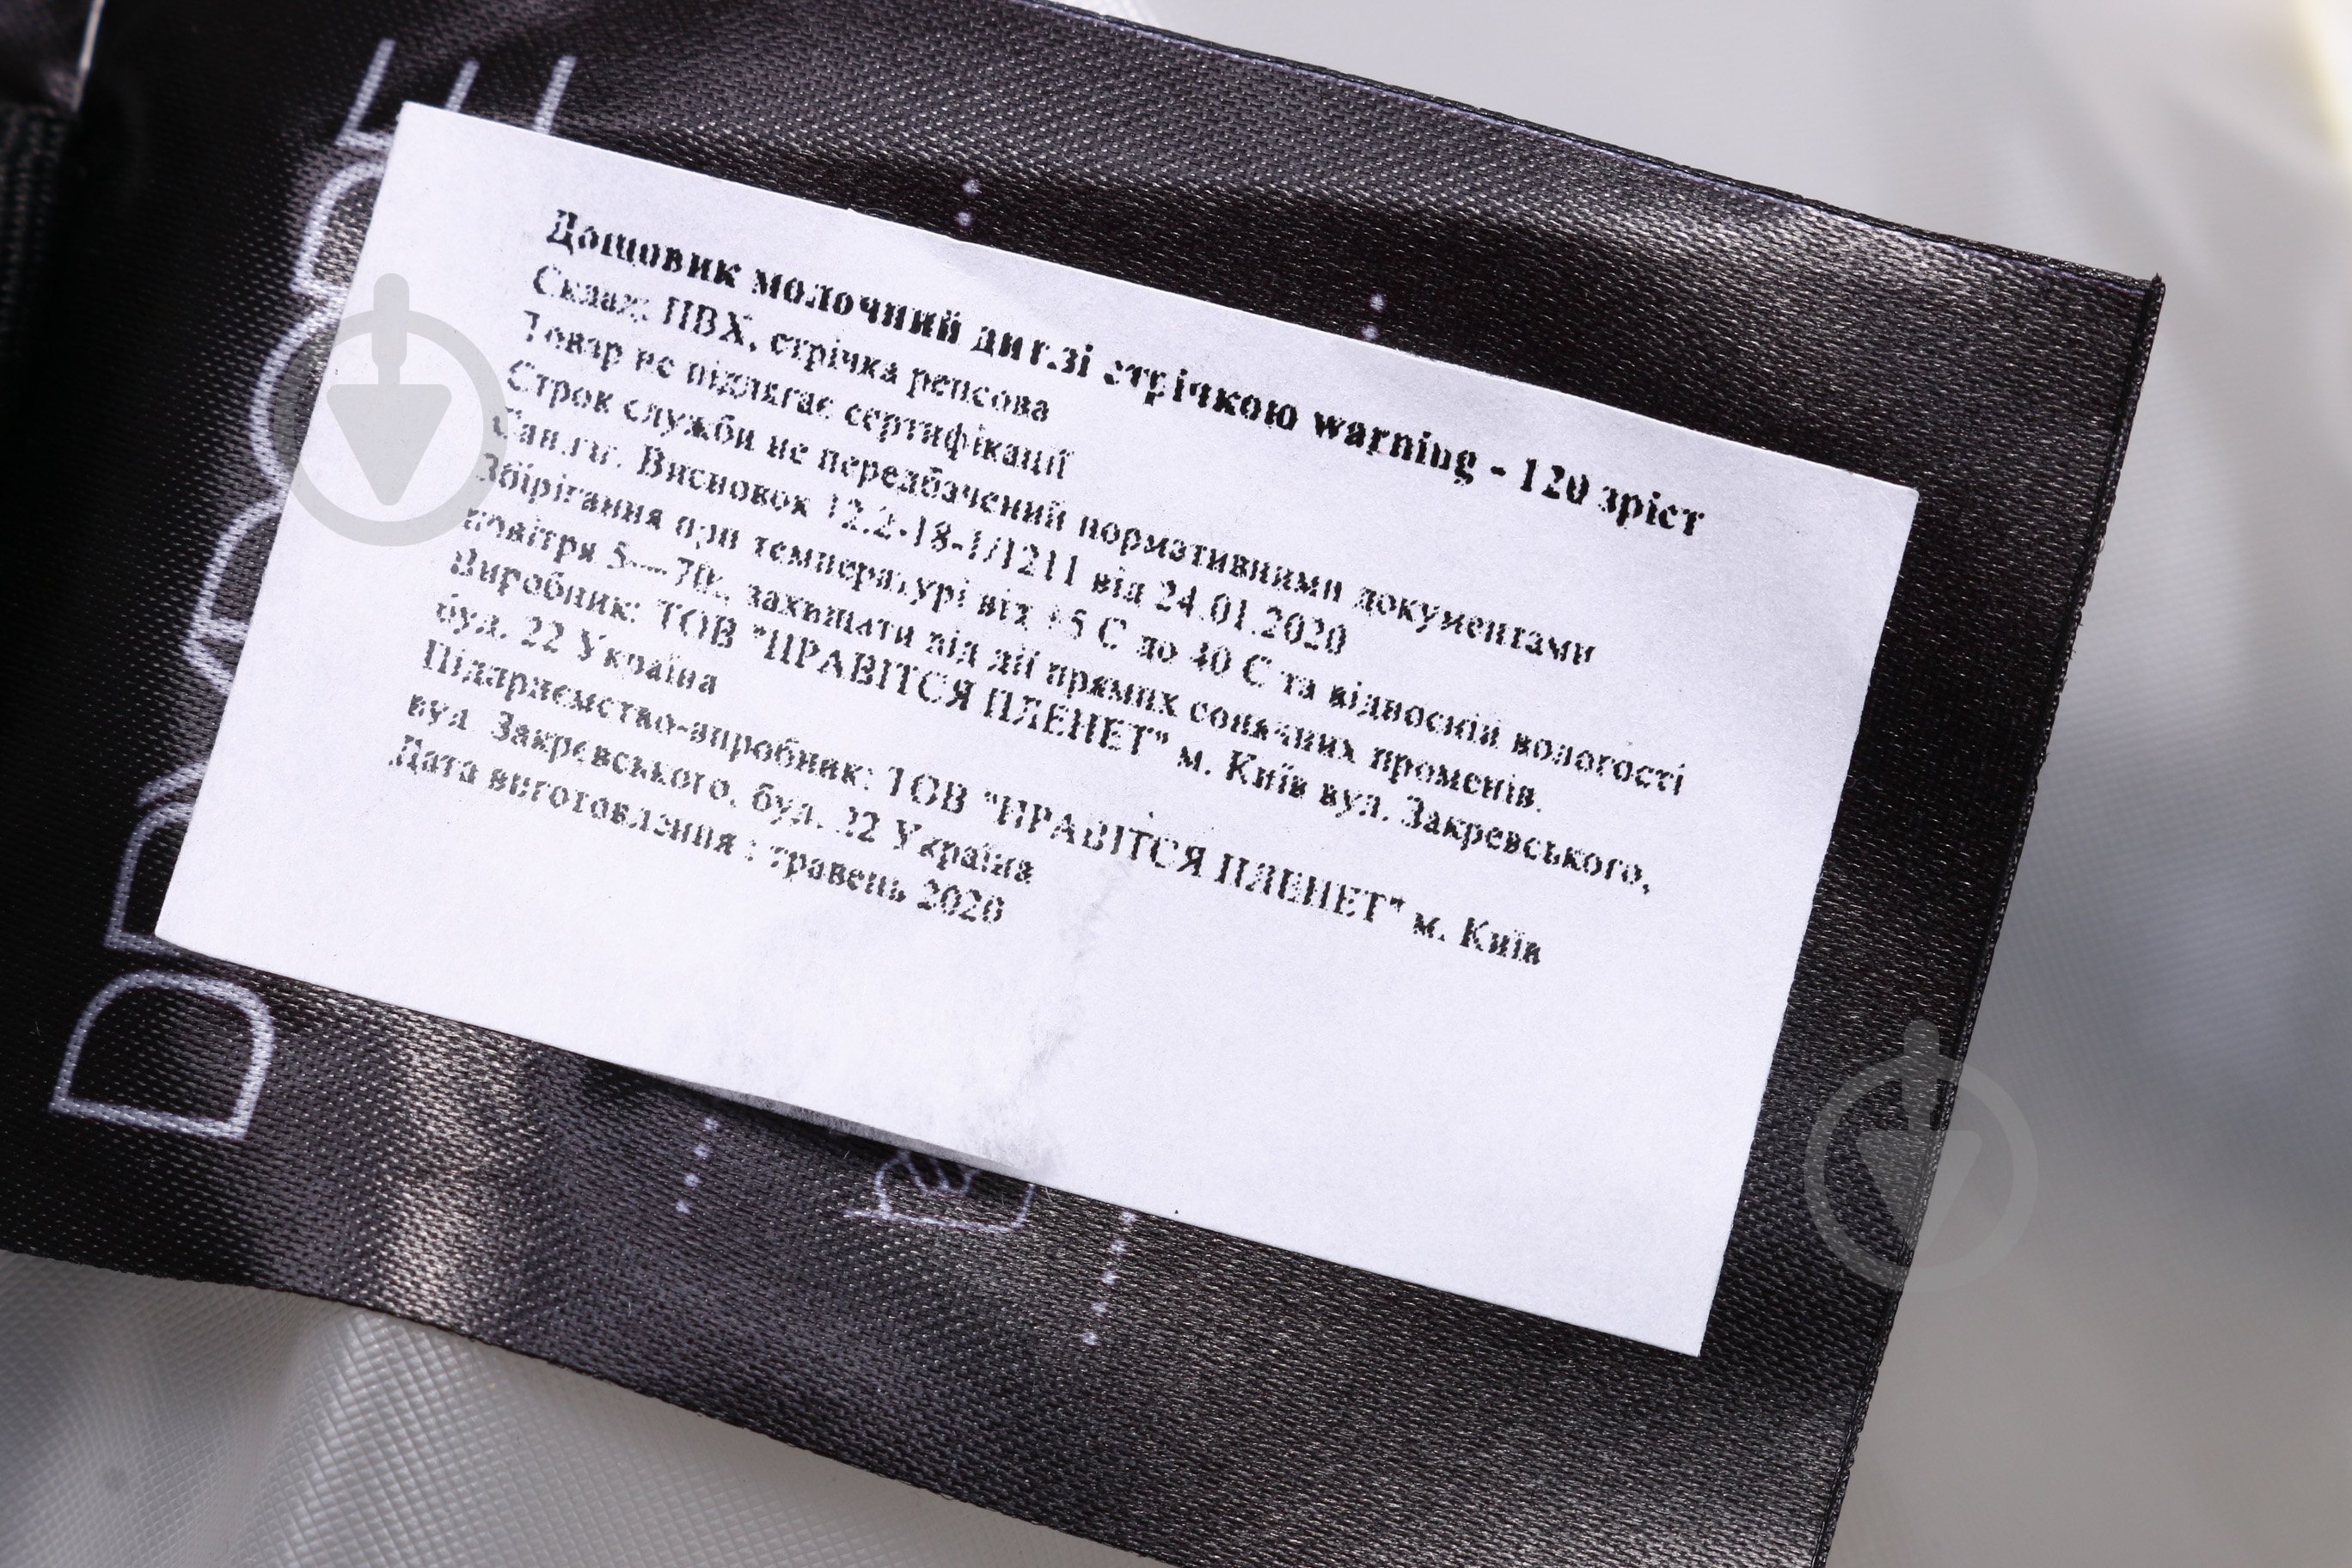 Дощовик молочний дит.зі стрічкою warning - 120 зріст
Склад: ПВХ, стрічка репсова
Товар не підлягає сертифікації
Строк служби не передбачений нормативними документами
Сан.гіг. Висновок 12.2-18-1/1211 від 24.01.2020
Збірігання при температурі від +5 С до 40 С та відносній вологості
повітря 5—70, захищати від дії прямих сонячних променів.
Виробник: ТОВ "ПРАВІТСЯ ПЛЕНЕТ" м. Київ вул. Закревського,
буд. 22 Україна
Підприємство-виробник: ТОВ "ПРАВІТСЯ ПЛЕНЕТ" м. Київ
вул Закревського, буд. 22 Україна
Дата виготовлення : травень 2020